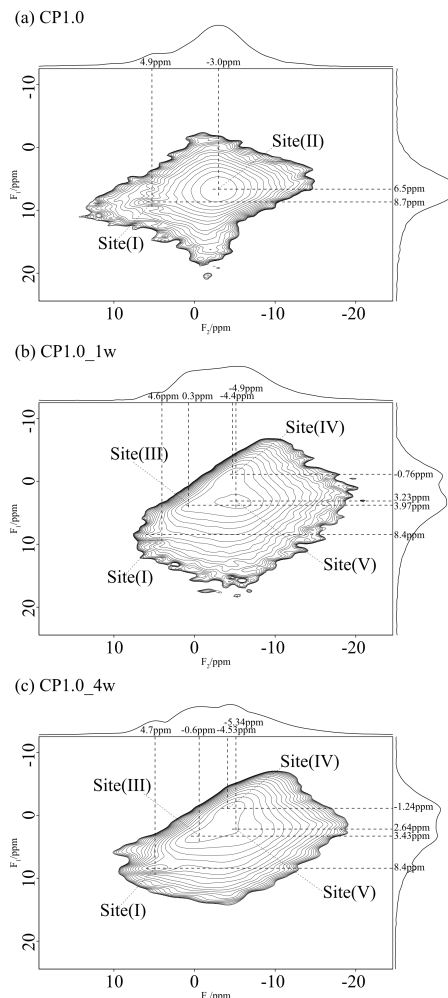 (a) CP1.0
4.9ppm -3.0ppm
-10
0
10
20
F₁/ppm
Site(II)
6.5ppm
8.7ppm
Site(I)
10 0 -10 -20
F₂/ppm
(b) CP1.0_1w
-4.9ppm
4.6ppm 0.3ppm -4.4ppm
-10
0
10
20
F₁/ppm
Site(IV)
Site(III)
-0.76ppm
3.23ppm
3.97ppm
8.4ppm
Site(I)
Site(V)
10 0 -10 -20
F₂/ppm
(c) CP1.0_4w
-5.34ppm
4.7ppm -0.6ppm -4.53ppm
-10
0
10
20
F₁/ppm
Site(IV)
Site(III)
-1.24ppm
2.64ppm
3.43ppm
8.4ppm
Site(V)
Site(I)
10 0 -10 -20
F₂/ppm